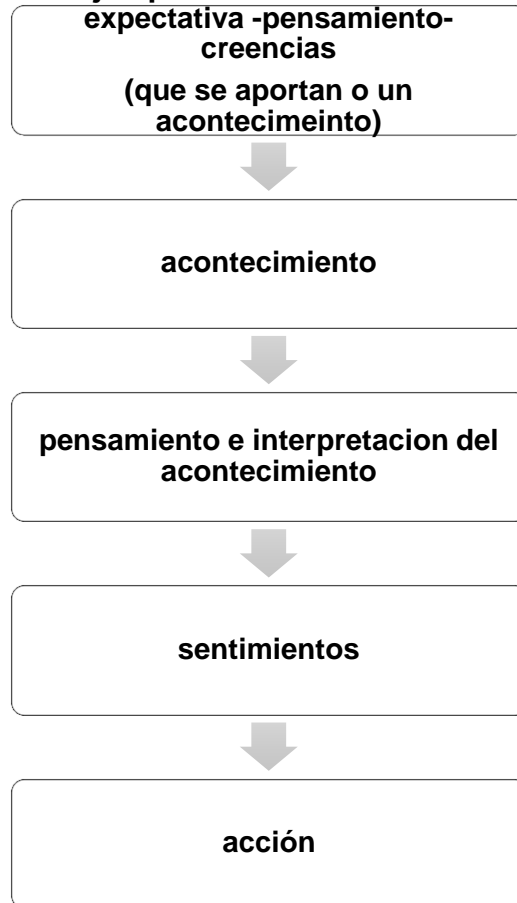 expectativa -pensamiento-
creencias
(que se aportan o un
acontecimeinto)
acontecimiento
pensamiento e interpretacion del
acontecimiento
sentimientos
acción